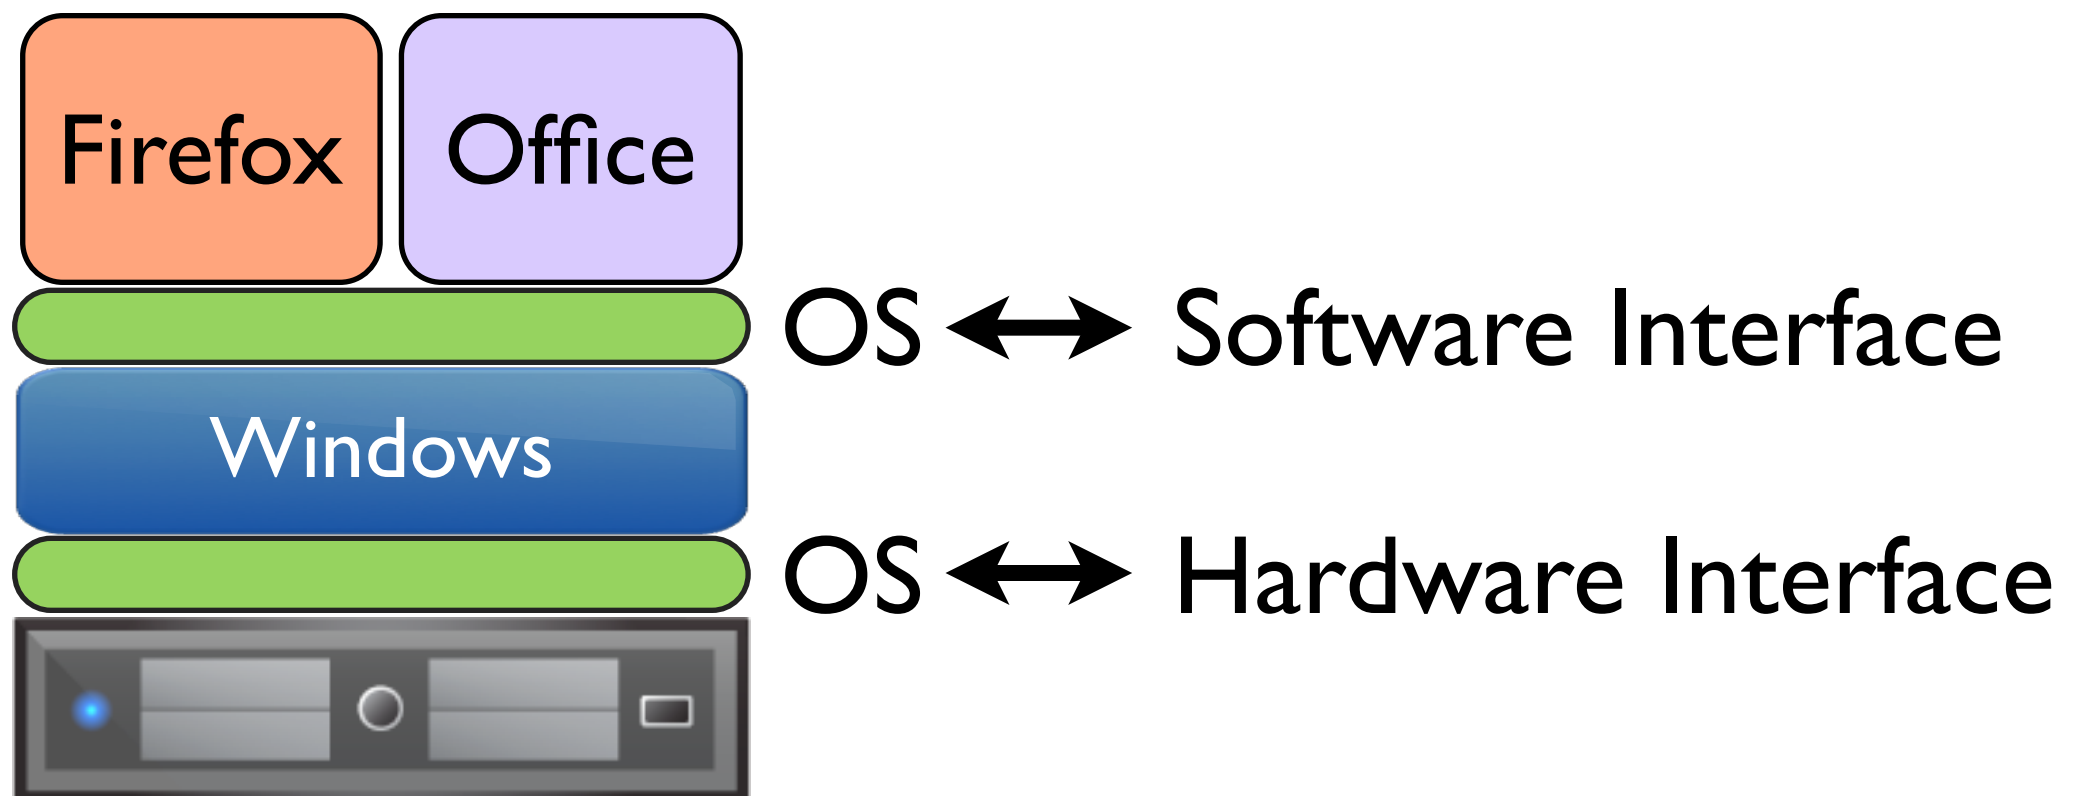 Firefox
Office
OS ↔ Software Interface
Windows
OS ↔ Hardware Interface